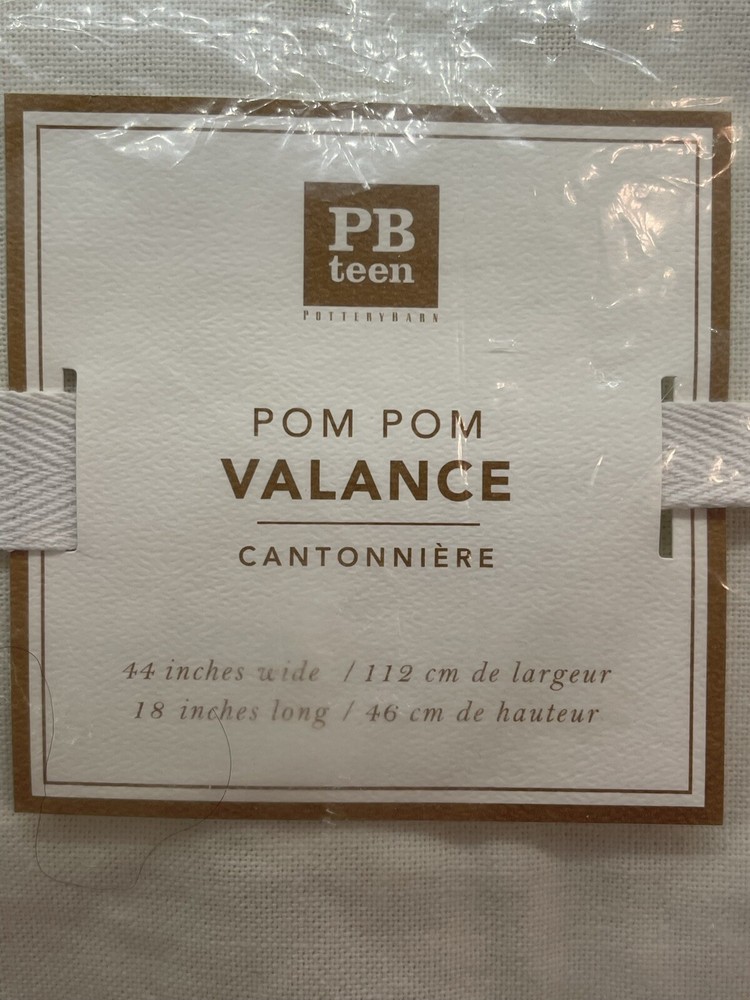 PB
teen
POTTERYBARN
POM POM
VALANCE
CANTONNIÈRE
44 inches wide / 112 cm de largeur
18 inches long / 46 cm de hauteur